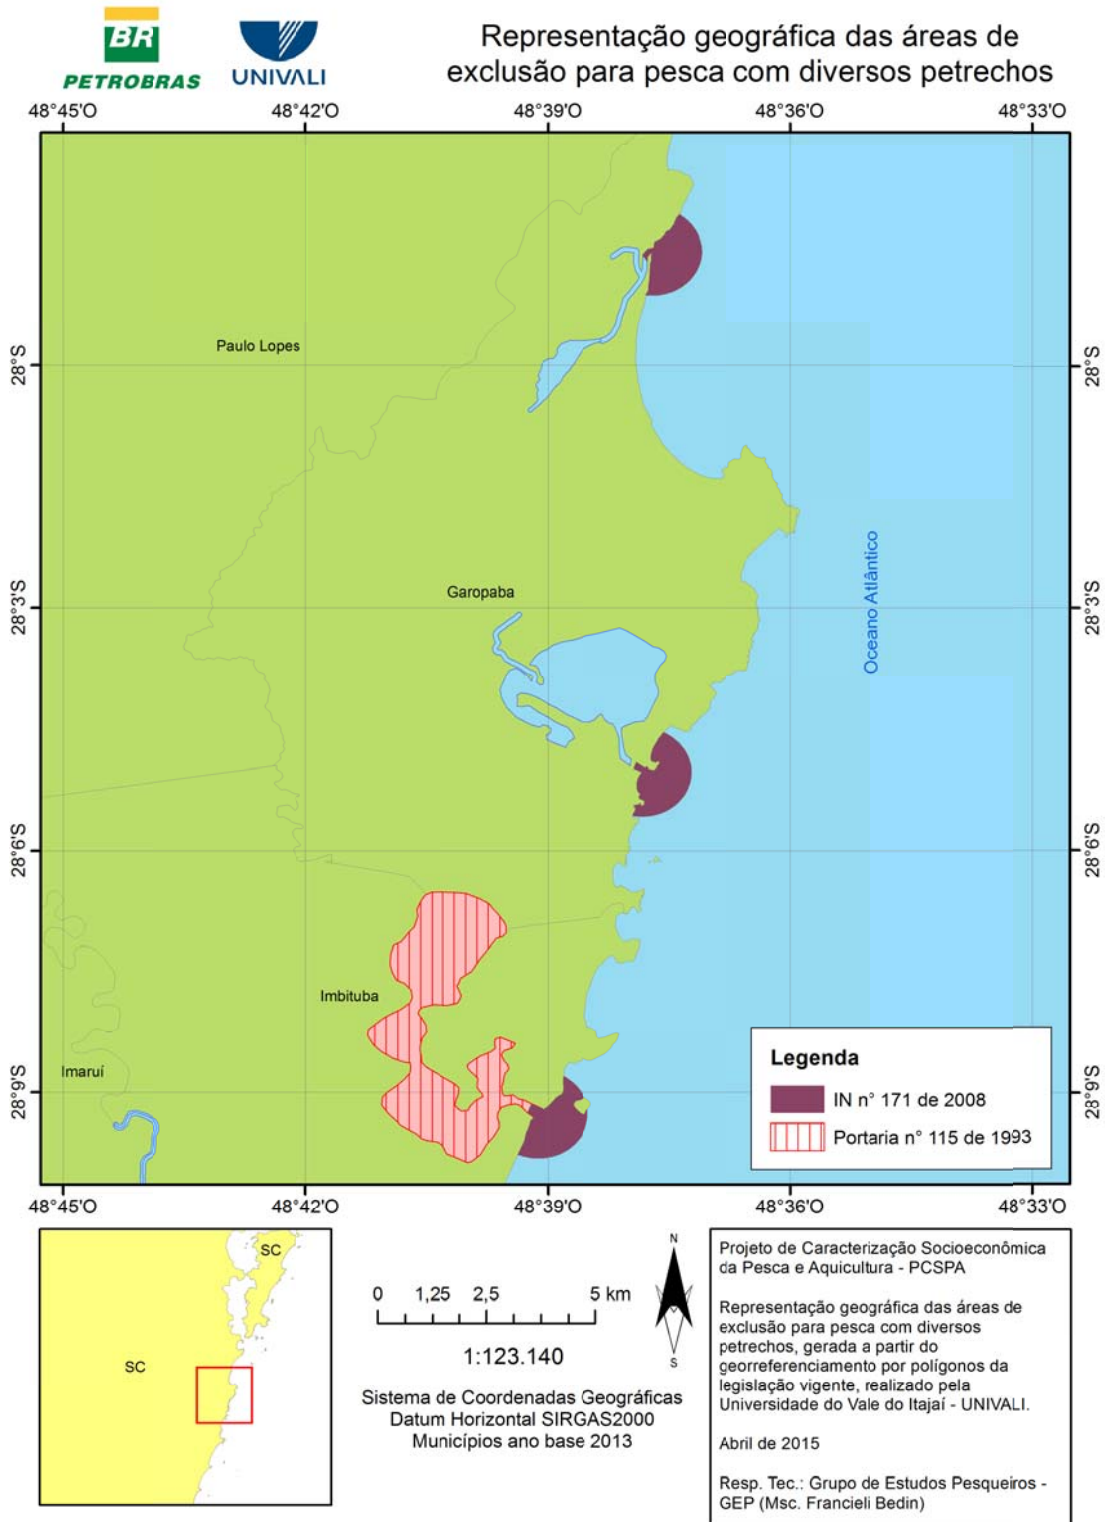 BR
PETROBRAS
UNIVALI
Representação geográfica das áreas de
exclusão para pesca com diversos petrechos
48°45'O 48°42'O 48°39'O 48°36'O 48°33'O
28°S 28°S
28°3'S 28°3'S
28°6'S 28°6'S
28°9'S 28°9'S
Paulo Lopes
Garopaba
Oceano Atlântico
Imbituba
Imaruí
Legenda
IN n° 171 de 2008
Portaria n° 115 de 1993
48°45'O 48°42'O 48°39'O 48°36'O 48°33'O
SC
SC
0 1,25 2,5 5 km
1:123.140
N
S
Sistema de Coordenadas Geográficas
Datum Horizontal SIRGAS2000
Municípios ano base 2013
Projeto de Caracterização Socioeconômica
da Pesca e Aquicultura - PCSPA
Representação geográfica das áreas de
exclusão para pesca com diversos
petrechos, gerada a partir do
georreferenciamento por polígonos da
legislação vigente, realizado pela
Universidade do Vale do Itajaí - UNIVALI.
Abril de 2015
Resp. Tec.: Grupo de Estudos Pesqueiros -
GEP (Msc. Francieli Bedin)